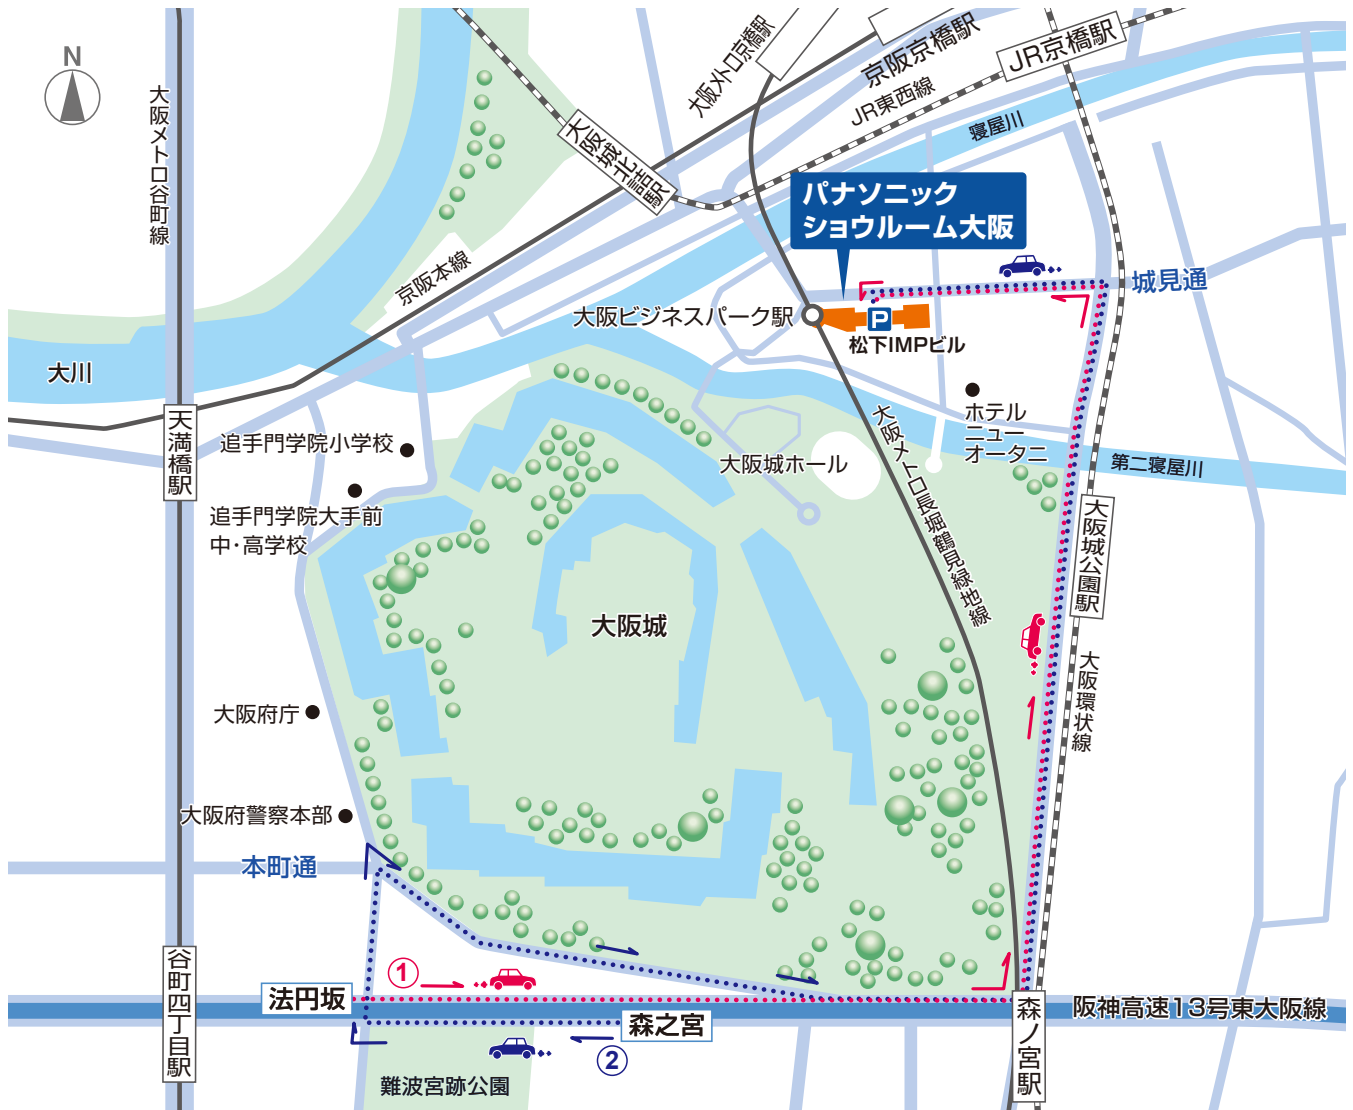 N
大阪メトロ谷町線
大阪メトロ京橋駅
京阪京橋駅
JR京橋駅
JR東西線
寝屋川
大阪城北詰駅
パナソニック
ショウルーム大阪
京阪本線
城見通
大阪ビジネスパーク駅
P
松下IMPビル
大川
天満橋駅
追手門学院小学校
追手門学院大手前
中・高学校
大阪城ホール
大阪メトロ長堀鶴見緑地線
ホテル
ニュー
オータニ
第二寝屋川
大阪城公園駅
大阪城
大阪環状線
大阪府庁
大阪府警察本部
本町通
谷町四丁目駅
法円坂
1
森之宮
2
難波宮跡公園
森ノ宮駅
阪神高速13号東大阪線